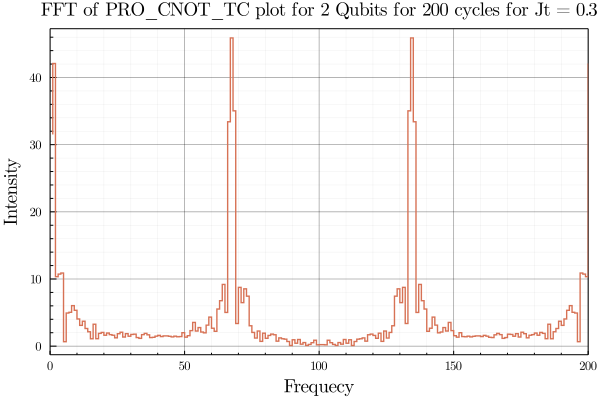 FFT of PRO_CNOT_TC plot for 2 Qubits for 200 cycles for Jt = 0.3
Intensity
40
30
20
10
0
0 50 100 150 200
Frequecy